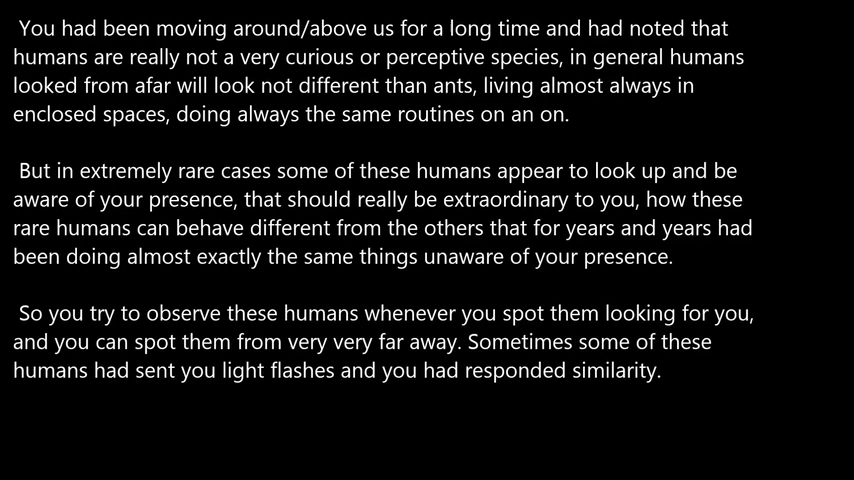 You had been moving around/above us for a long time and had noted that
humans are really not a very curious or perceptive species, in general humans
looked from afar will look not different than ants, living almost always in
enclosed spaces, doing always the same routines on an on.
But in extremely rare cases some of these humans appear to look up and be
aware of your presence, that should really be extraordinary to you, how these
rare humans can behave different from the others that for years and years had
been doing almost exactly the same things unaware of your presence.
So you try to observe these humans whenever you spot them looking for you,
and you can spot them from very very far away. Sometimes some of these
humans had sent you light flashes and you had responded similarity.